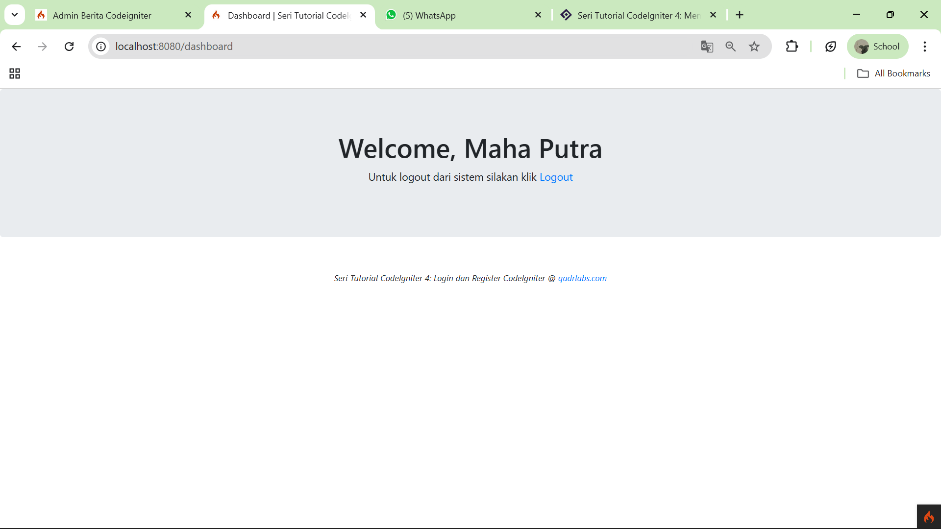 Admin Berita Codeigniter
Dashboard | Seri Tutorial Codel
(5) WhatsApp
Seri Tutorial CodeIgniter 4: Mer
localhost:8080/dashboard
School
All Bookmarks
Welcome, Maha Putra
Untuk logout dari sistem silakan klik Logout
Seri Tutorial CodeIgniter 4: Login dan Register CodeIgniter @ qadrlabs.com